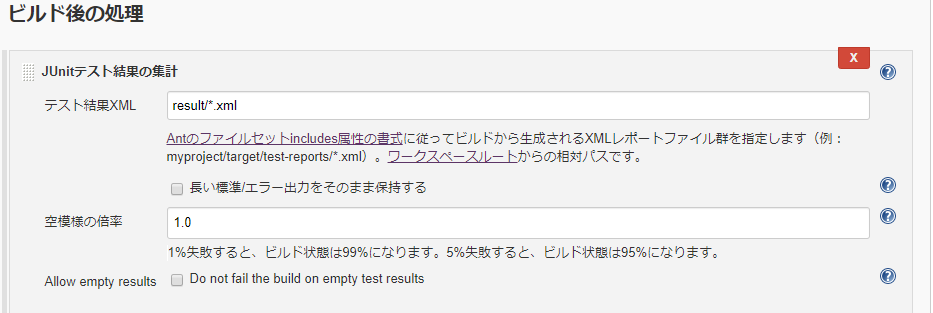 ビルド後の処理
X
JUnitテスト結果の集計
?
テスト結果XML
result/*.xml
Antのファイルセットincludes属性の書式に従ってビルドから生成されるXMLレポートファイル群を指定します（例：
myproject/target/test-reports/*.xml）。ワークスペースルートからの相対パスです。
長い標準/エラー出力をそのまま保持する
?
空模様の倍率
1.0
?
1%失敗すると、ビルド状態は99%になります。5%失敗すると、ビルド状態は95%になります。
Allow empty results
Do not fail the build on empty test results
?